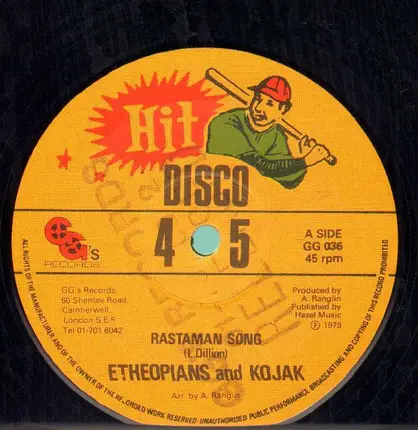 Hit
DISCO
4 5
GG's
RECORDS
A SIDE
GG 036
45 rpm
GG's Records
60 Shenley Road,
Camberwell,
London S.E.5
Tel 01-701 8042
Produced by
A. Ranglin
Published by
Hazel Music
℗ 1979
RASTAMAN SONG
(L.Dillion)
ETHEOPIANS and KOJAK
Arr by A. Ranglin
ALL RIGHTS OF THE MANUFACTURER AND OF THE OWNER OF THE RECORDED WORK RESERVED · UNAUTHORISED PUBLIC PERFORMANCE BROADCASTING AND COPYING OF THIS RECORD PROHIBITED
RECORDS